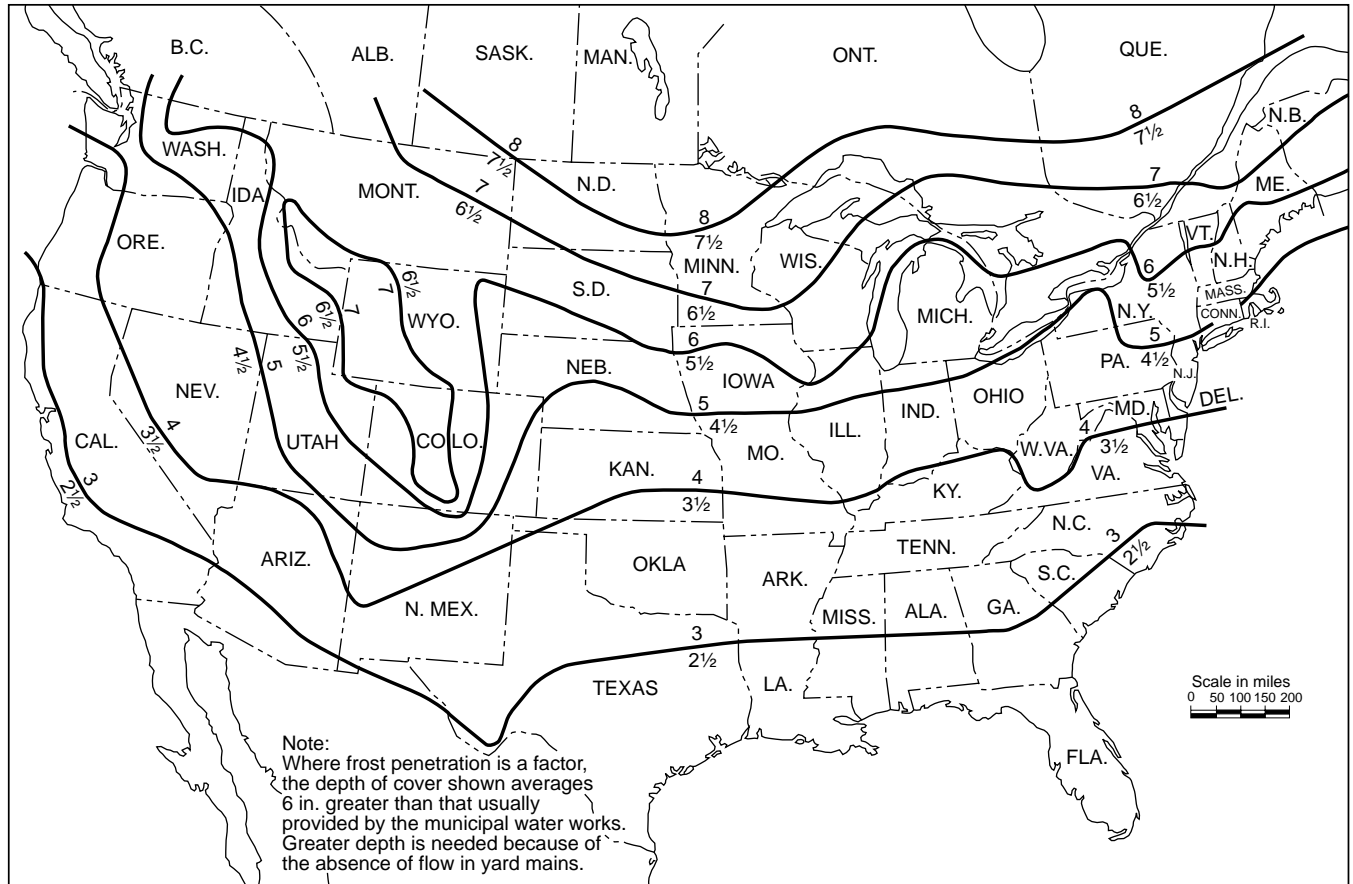 B.C.
ALB.
SASK.
MAN.
ONT.
QUE.
N.B.
8
7½
7
6½
8
7½
8
7½
7
6½
WASH.
IDA
MONT.
N.D.
MINN.
WIS.
MICH.
ME.
VT.
N.H.
MASS.
CONN.
R.I.
N.Y.
6
5½
5
4½
ORE.
6½
7
WYO.
S.D.
7
6½
6
5½
IOWA
NEB.
6½
7
6
5½
5
4½
NEV.
UTAH
COLO.
4
3½
CAL.
3
2½
5
4½
MO.
ILL.
IND.
OHIO
PA.
N.J.
MD.
DEL.
W.VA.
4
3½
VA.
KAN.
4
3½
KY.
N.C.
3
2½
TENN.
S.C.
ARIZ.
N. MEX.
OKLA
ARK.
MISS.
ALA.
GA.
3
2½
TEXAS
LA.
FLA.
Scale in miles
0 50 100 150 200
Note:
Where frost penetration is a factor,
the depth of cover shown averages
6 in. greater than that usually
provided by the municipal water works.
Greater depth is needed because of
the absence of flow in yard mains.